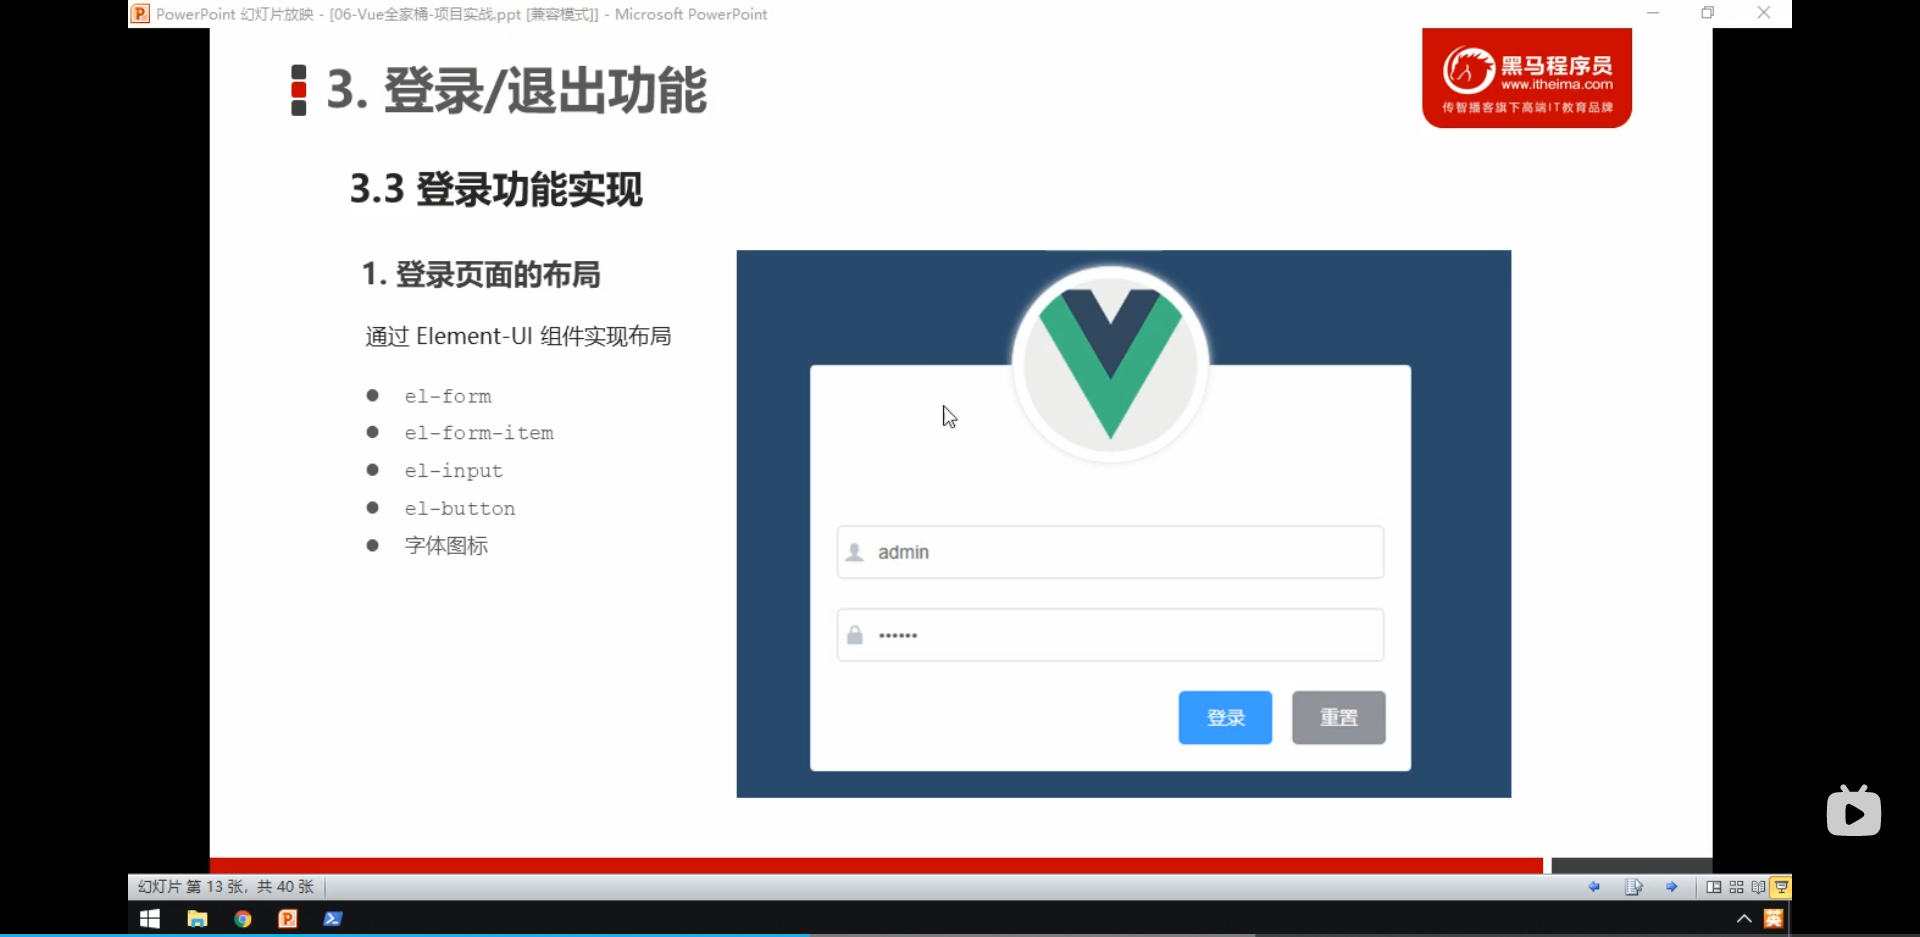 PowerPoint 幻灯片放映 - [06-Vue全家桶-项目实战.ppt [兼容模式]] - Microsoft PowerPoint
3. 登录/退出功能
黑马程序员
www.itheima.com
传智播客旗下高端IT教育品牌
3.3 登录功能实现
1. 登录页面的布局
通过 Element-UI 组件实现布局
● el-form
● el-form-item
● el-input
● el-button
● 字体图标
admin
••••••
登录
重置
幻灯片 第 13 张，共 40 张
英